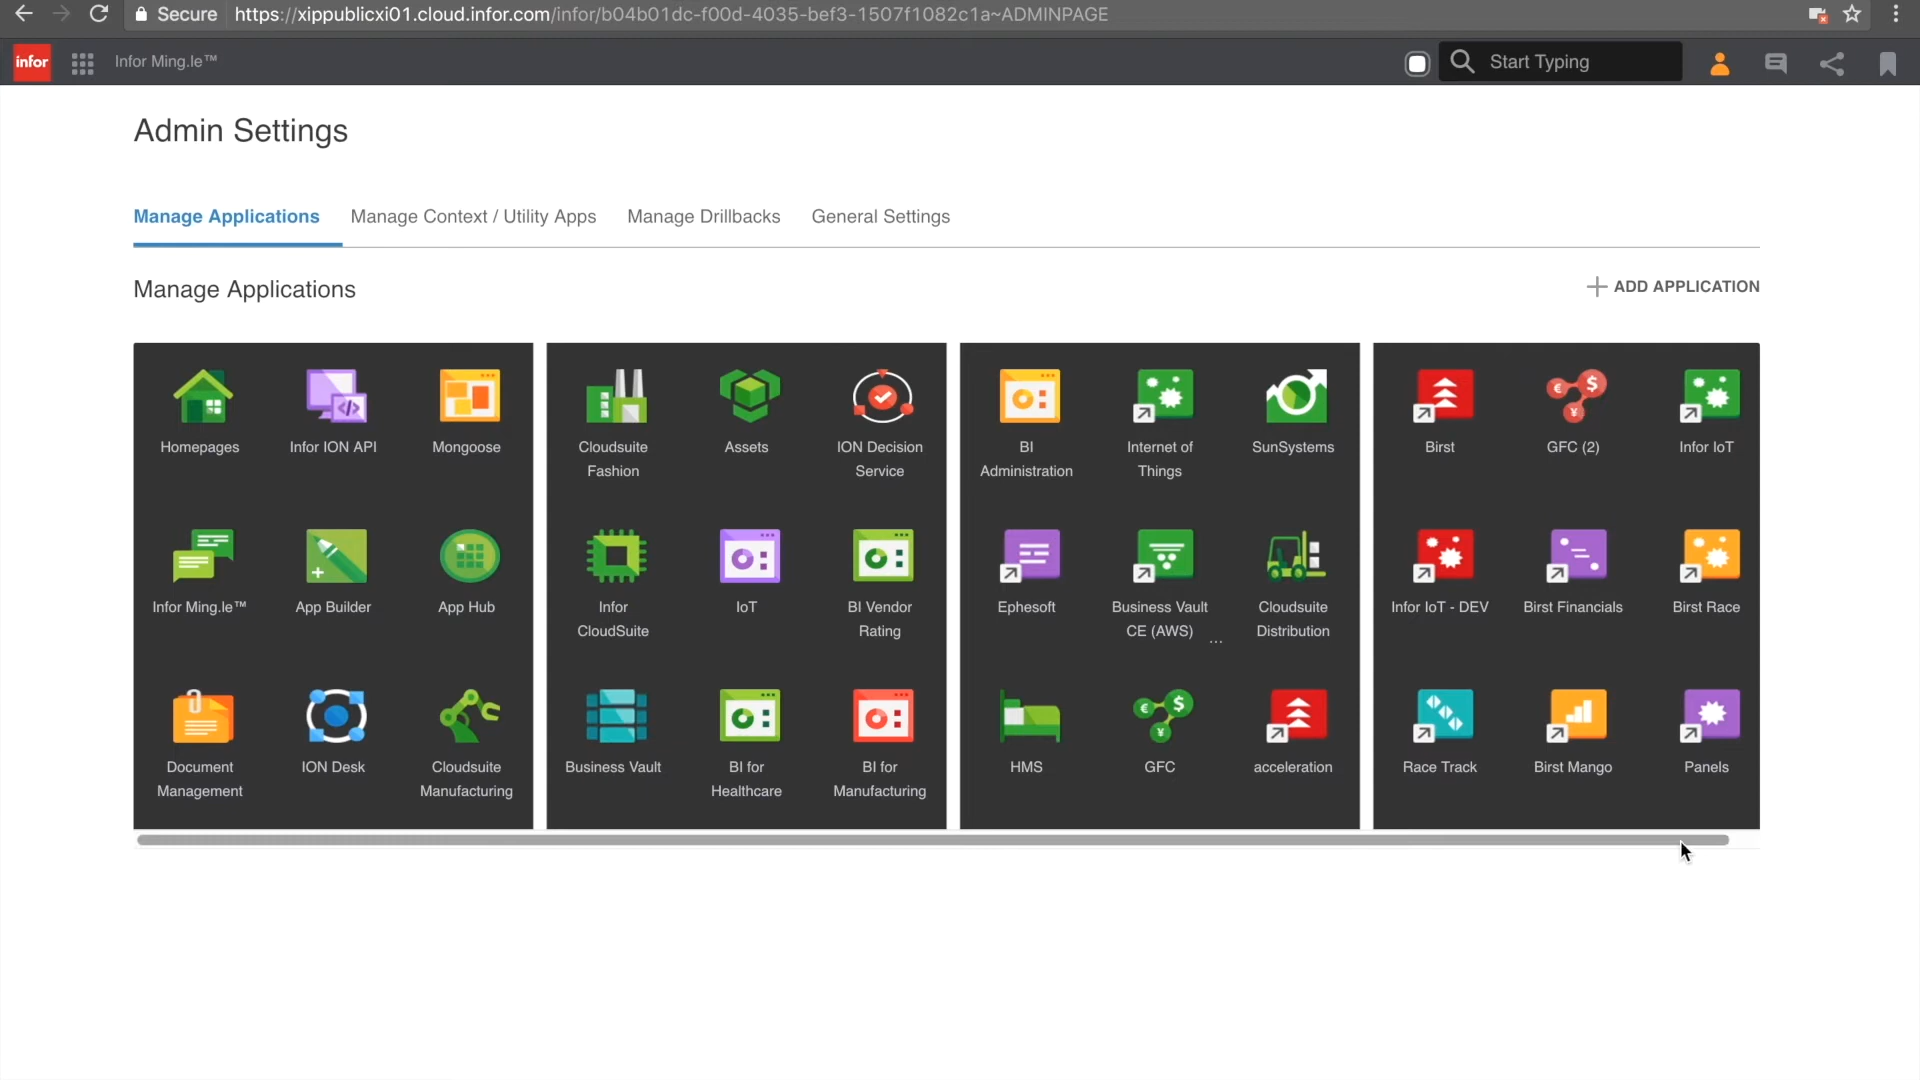 Secure https://xippublicxi01.cloud.infor.com/infor/b04b01dc-f00d-4035-bef3-1507f1082c1a~ADMINPAGE
infor Infor Ming.le™ Start Typing
Admin Settings
Manage Applications Manage Context / Utility Apps Manage Drillbacks General Settings
Manage Applications ADD APPLICATION
Homepages Infor ION API Mongoose
Infor Ming.le™ App Builder App Hub
Document ION Desk Cloudsuite
Management Manufacturing
Cloudsuite Assets ION Decision
Fashion Service
Infor IoT BI Vendor
CloudSuite Rating
Business Vault BI for BI for
Healthcare Manufacturing
BI Internet of SunSystems
Administration Things
Ephesoft Business Vault Cloudsuite
CE (AWS) ... Distribution
HMS GFC acceleration
Birst GFC (2) Infor IoT
Infor IoT - DEV Birst Financials Birst Race
Race Track Birst Mango Panels